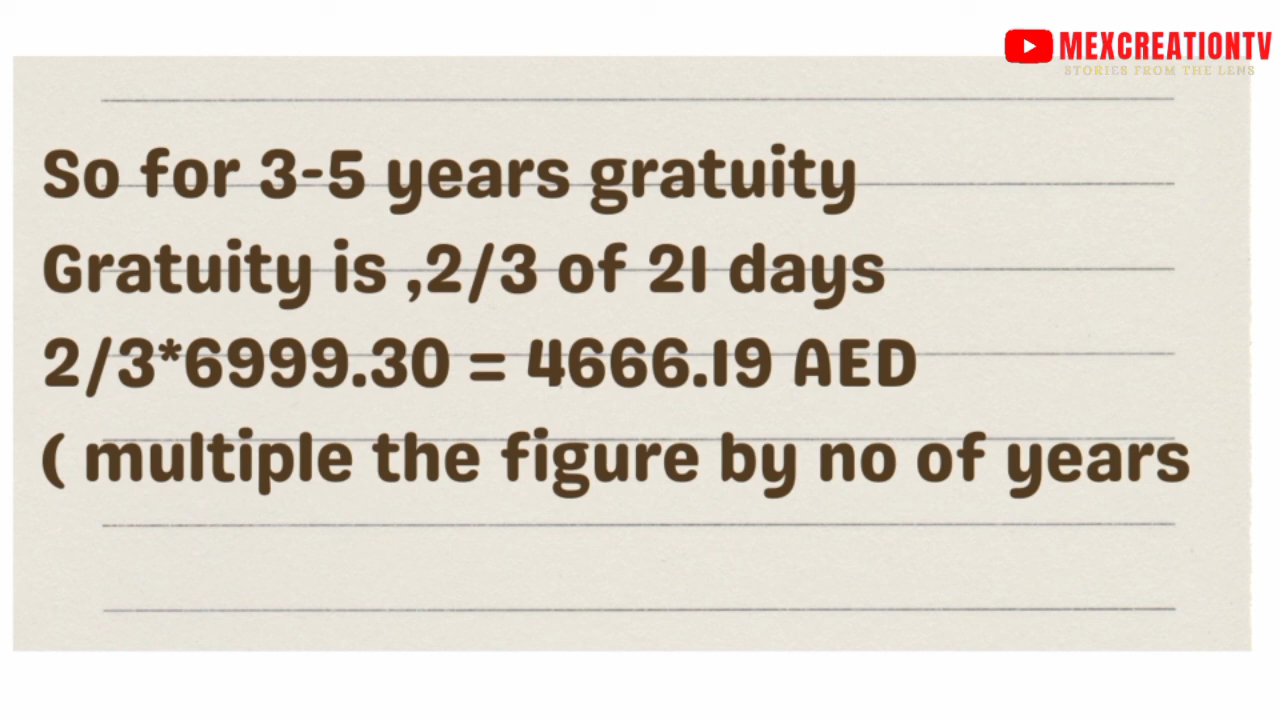 MEXCREATIONTV
STORIES FROM THE LENS
So for 3-5 years gratuity
Gratuity is ,2/3 of 21 days
2/3*6999.30 = 4666.19 AED
( multiple the figure by no of years